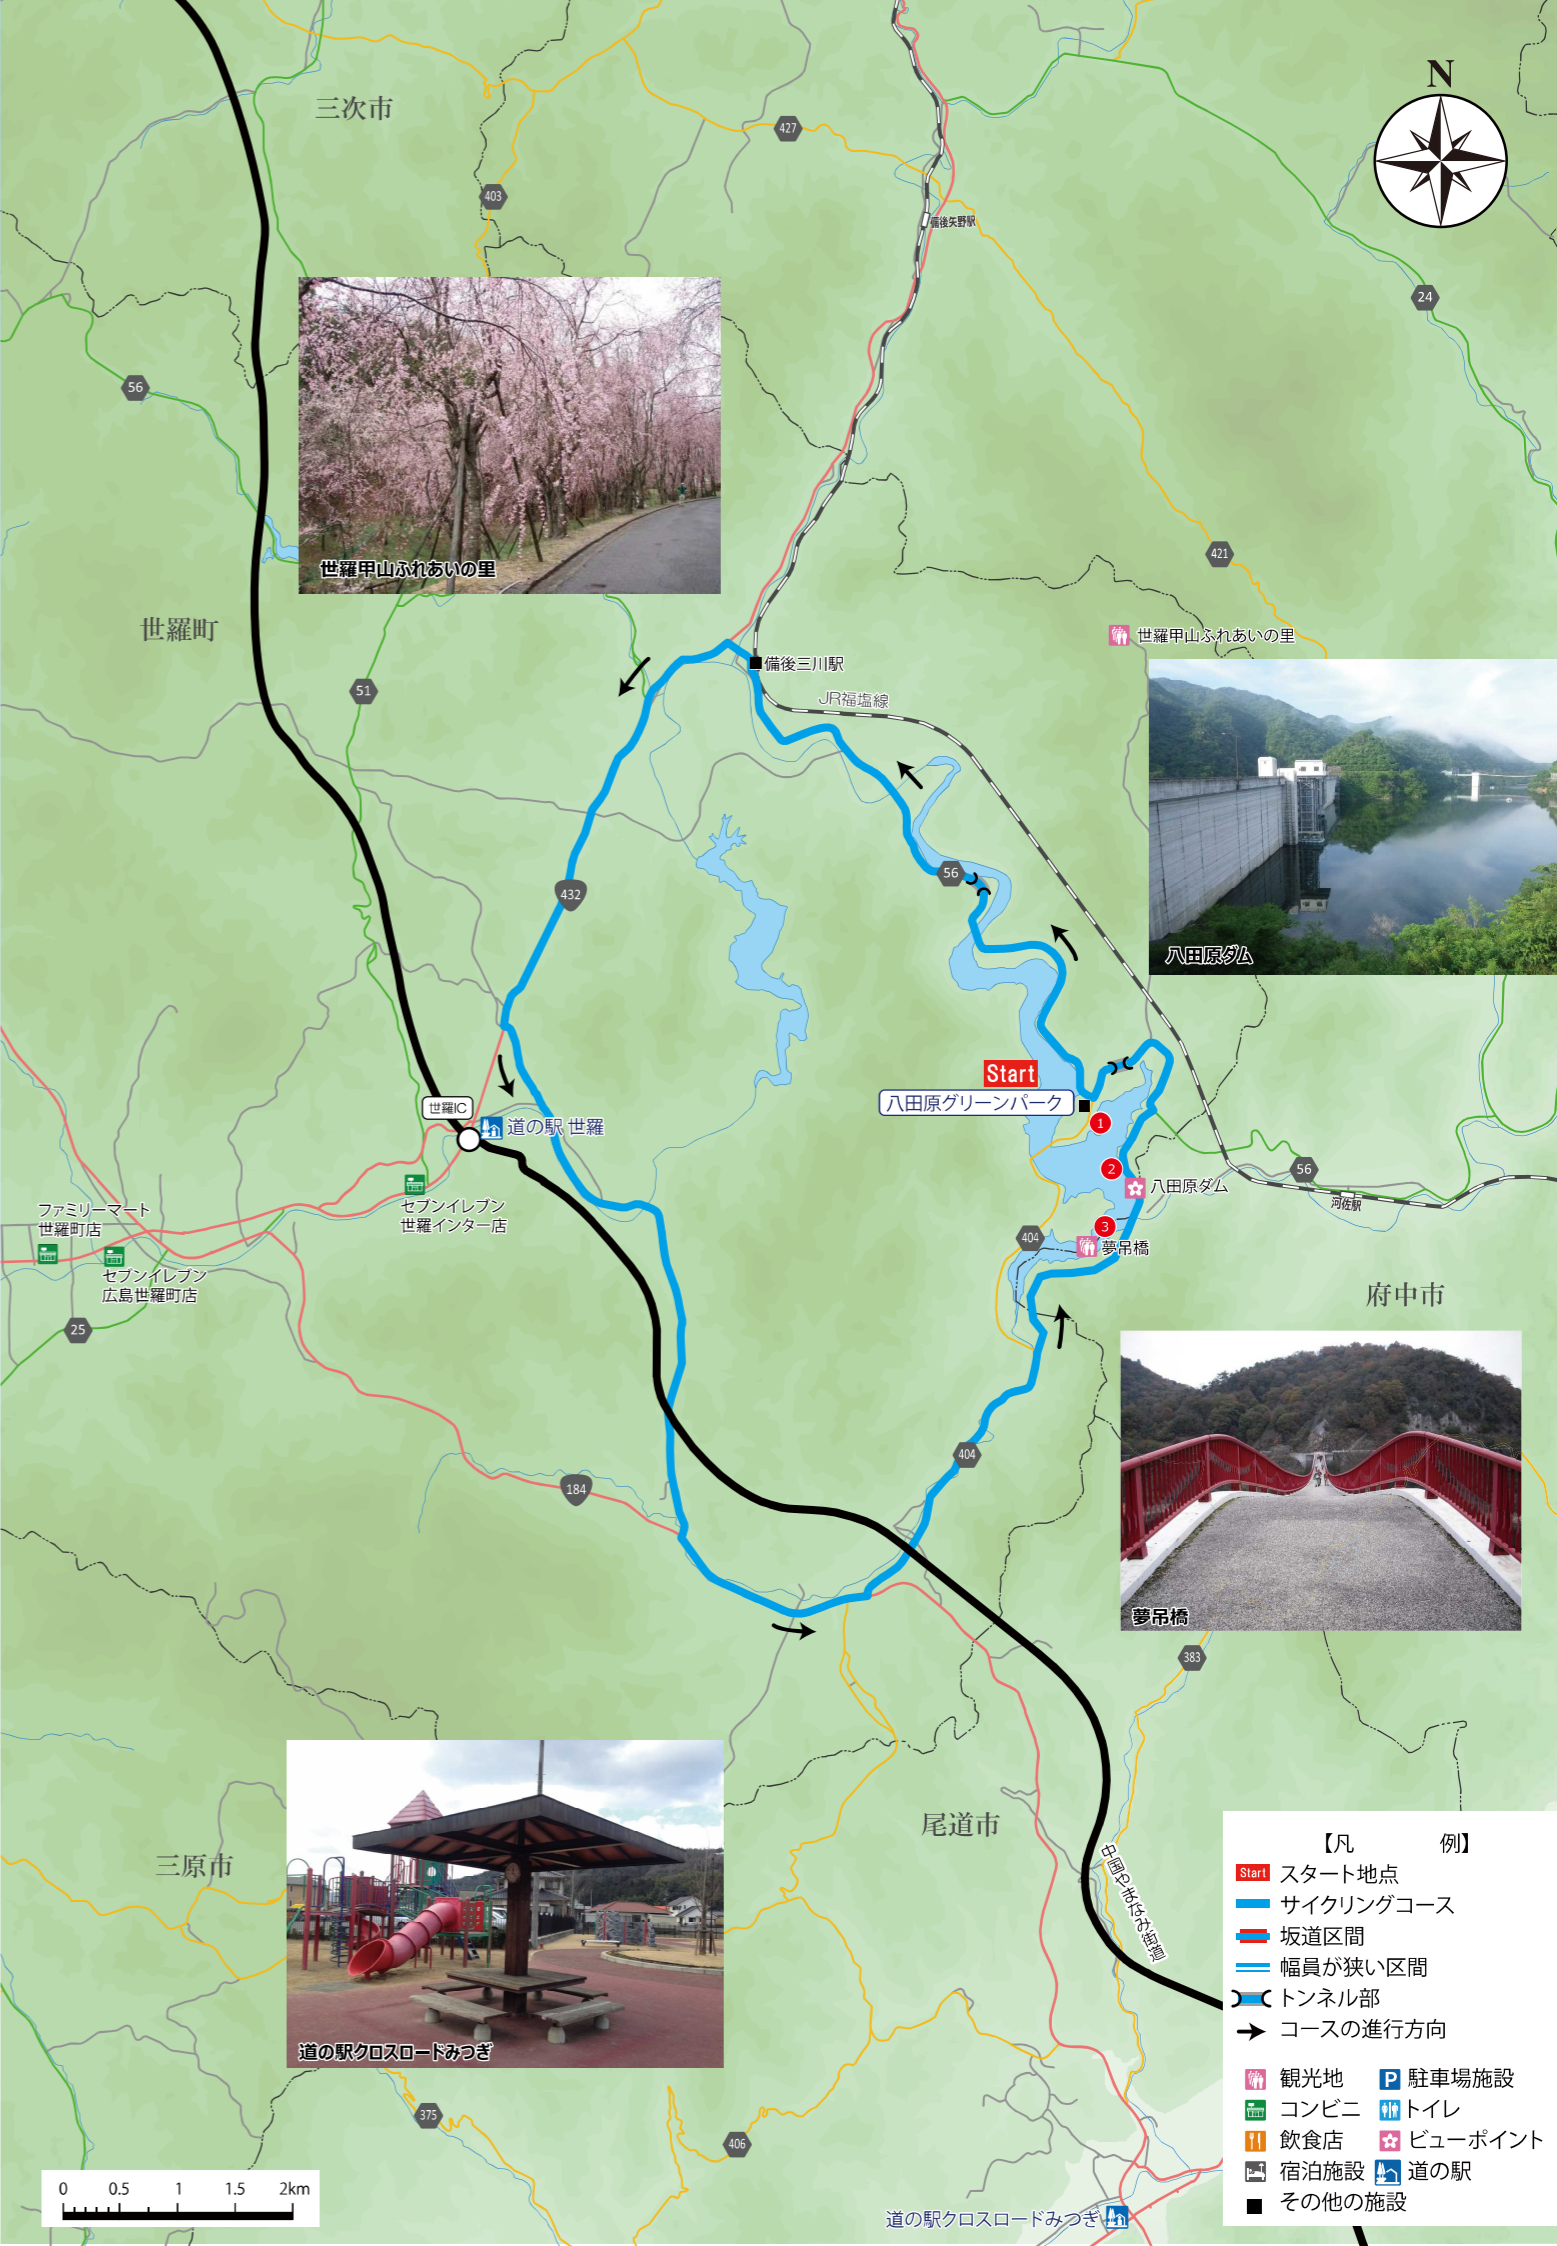 N
三次市
427
403
備後矢野駅
24
56
世羅甲山ふれあいの里
421
世羅町
世羅甲山ふれあいの里
備後三川駅
51
JR福塩線
56
432
八田原ダム
Start
八田原グリーンパーク
世羅IC
道の駅 世羅
1
2
56
八田原ダム
河佐駅
セブンイレブン
世羅インター店
ファミリーマート
世羅町店
3
404
夢吊橋
セブンイレブン
広島世羅町店
府中市
25
404
184
夢吊橋
383
尾道市
三原市
中国やまなみ街道
道の駅クロスロードみつぎ
375
406
道の駅クロスロードみつぎ
0 0.5 1 1.5 2km
【凡 例】
Start スタート地点
サイクリングコース
坂道区間
幅員が狭い区間
トンネル部
コースの進行方向
観光地 P 駐車場施設
コンビニ トイレ
飲食店 ビューポイント
宿泊施設 道の駅
その他の施設